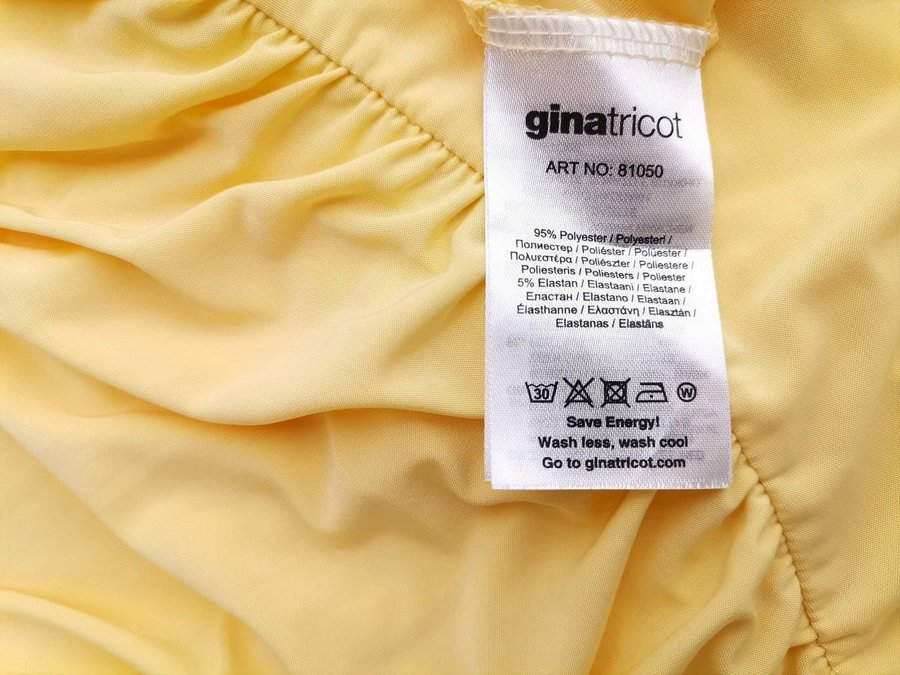 ginatricot
ART NO: 81050
95% Polyester / Polyesteri /
Полиестер / Poliéster / Polüester /
Πολυεστέρα / Poliészter / Poliestere /
Poliesteris / Poliesters / Poliester
5% Elastan / Elastaani / Elastane /
Еластан / Elastano / Elastaan /
Élasthanne / Ελαστάνη / Elasztán /
Elastanas / Elastāns
30
W
Save Energy!
Wash less, wash cool
Go to ginatricot.com